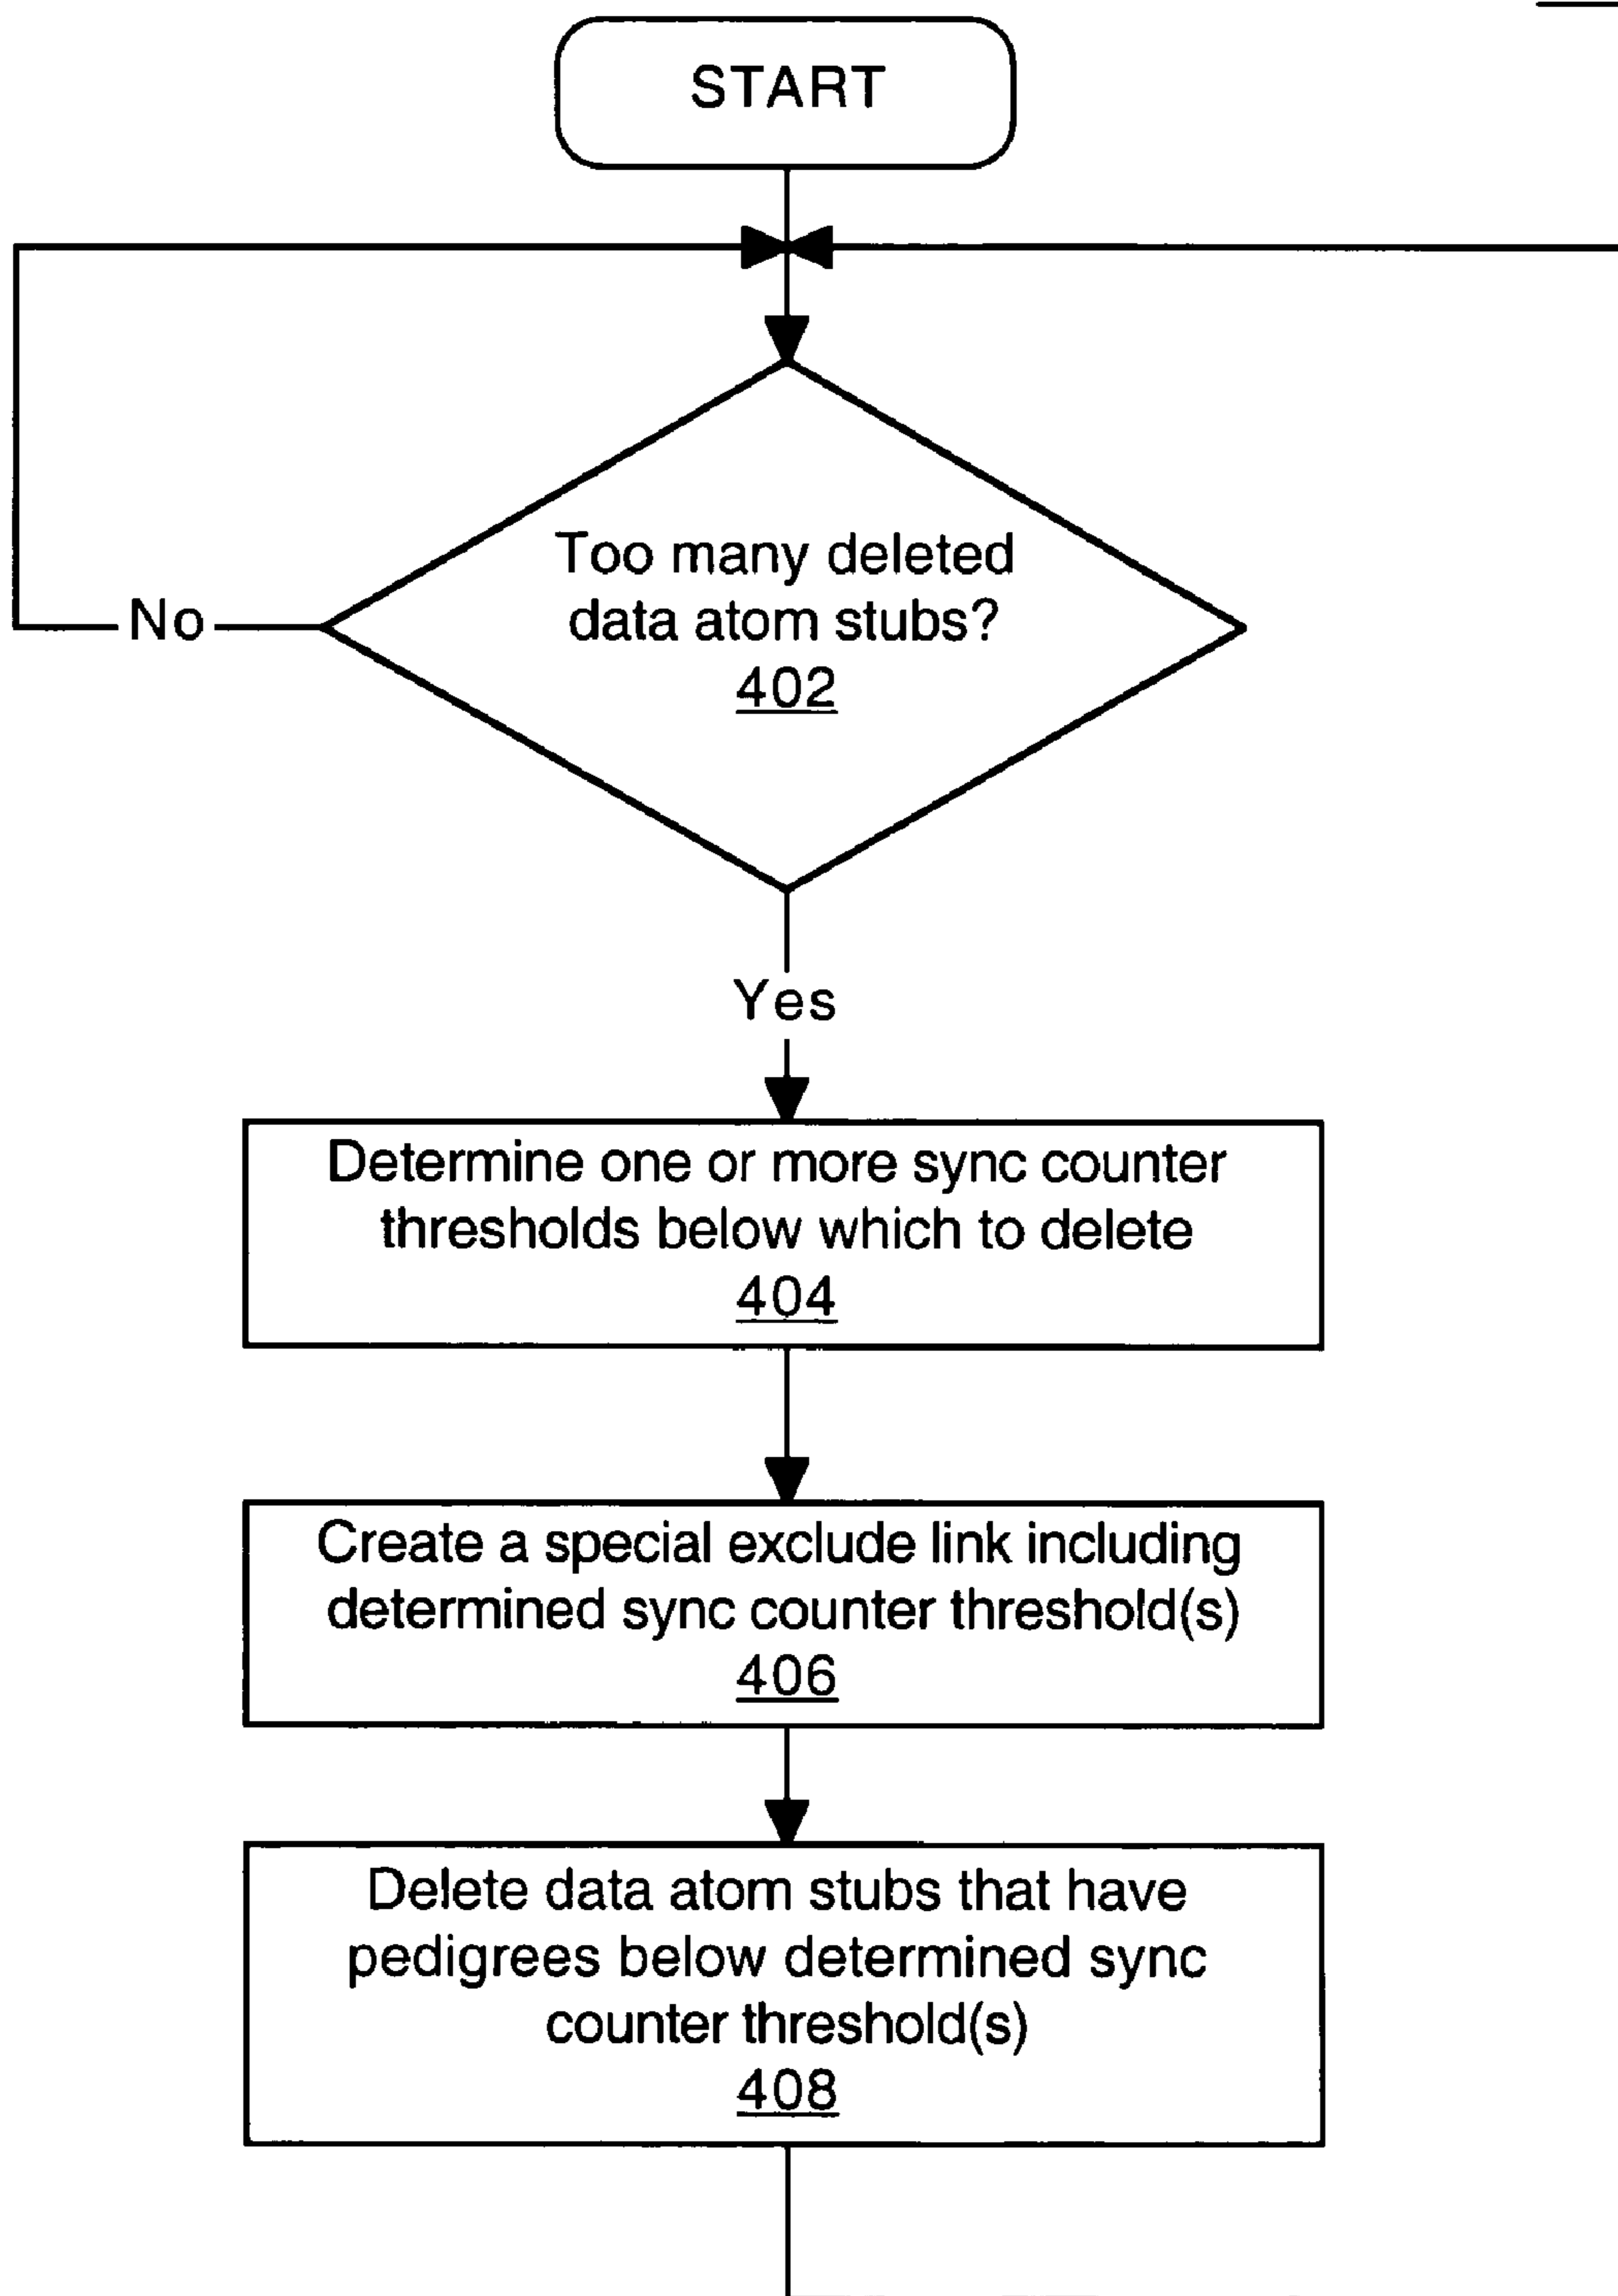 START
Too many deleted
data atom stubs?
402
No
Yes
Determine one or more sync counter
thresholds below which to delete
404
Create a special exclude link including
determined sync counter threshold(s)
406
Delete data atom stubs that have
pedigrees below determined sync
counter threshold(s)
408